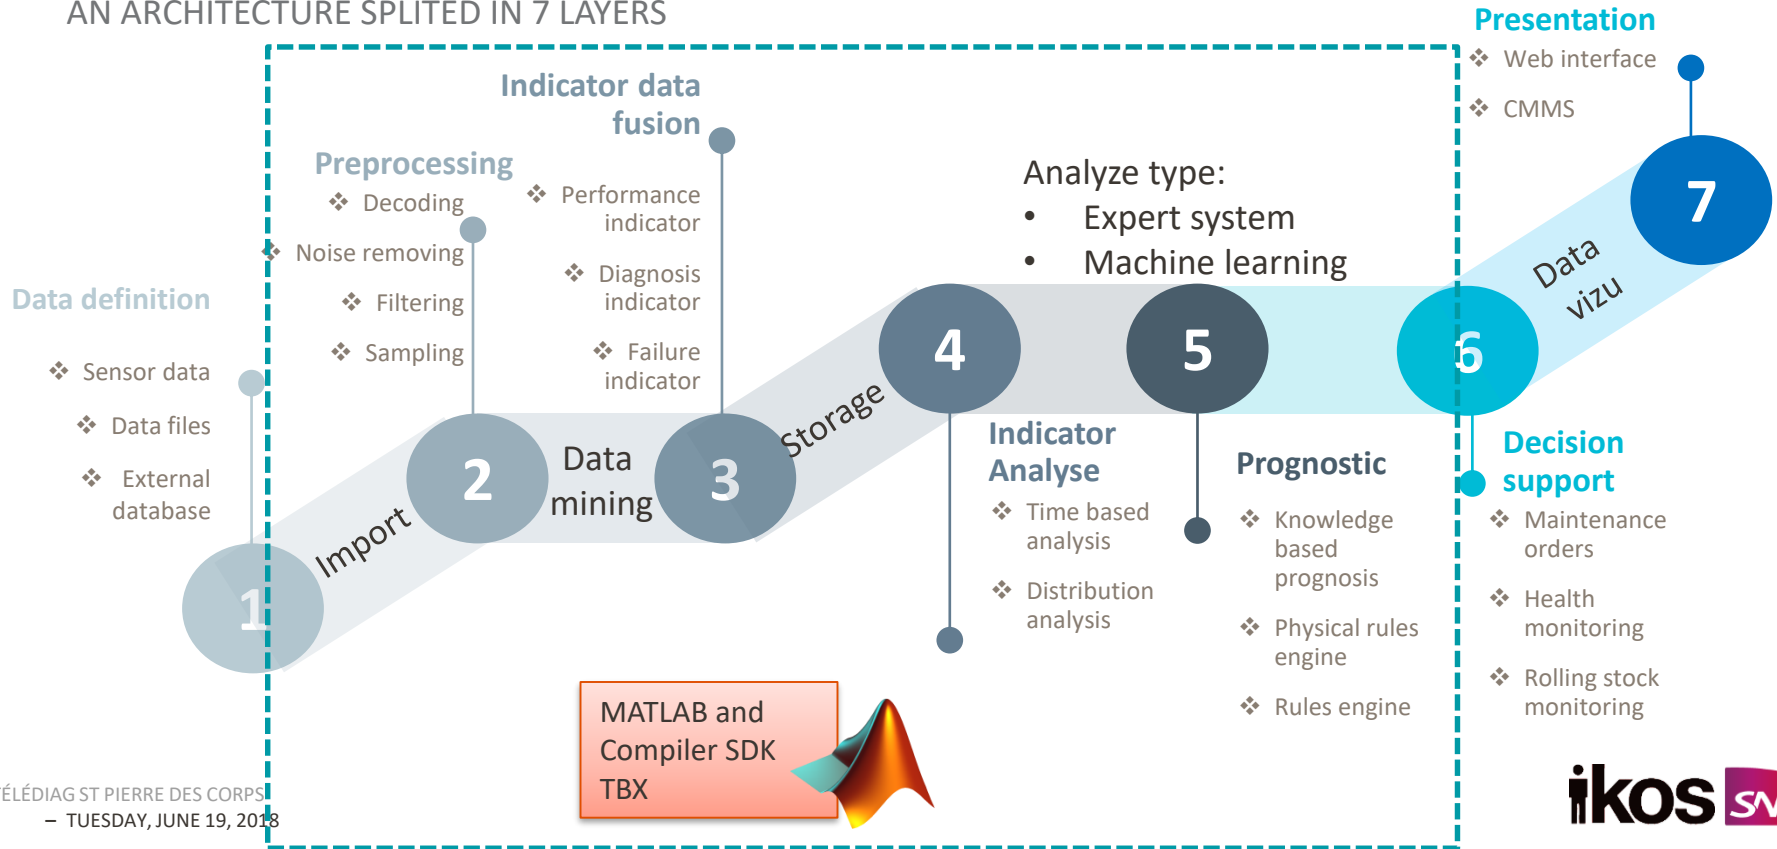 AN ARCHITECTURE SPLITED IN 7 LAYERS
Data definition
❖ Sensor data
❖ Data files
❖ External
database
1
Import
Preprocessing
❖ Decoding
❖ Noise removing
❖ Filtering
❖ Sampling
2
Data
mining
Indicator data
fusion
❖ Performance
indicator
❖ Diagnosis
indicator
❖ Failure
indicator
3
Storage
4
Indicator
Analyse
❖ Time based
analysis
❖ Distribution
analysis
Analyze type:
• Expert system
• Machine learning
5
Prognostic
❖ Knowledge
based
prognosis
❖ Physical rules
engine
❖ Rules engine
6
Decision
support
❖ Maintenance
orders
❖ Health
monitoring
❖ Rolling stock
monitoring
Data
vizu
7
Presentation
❖ Web interface
❖ CMMS
MATLAB and
Compiler SDK
TBX
TÉLÉDIAG ST PIERRE DES CORPS
– TUESDAY, JUNE 19, 2018
ikos
SN